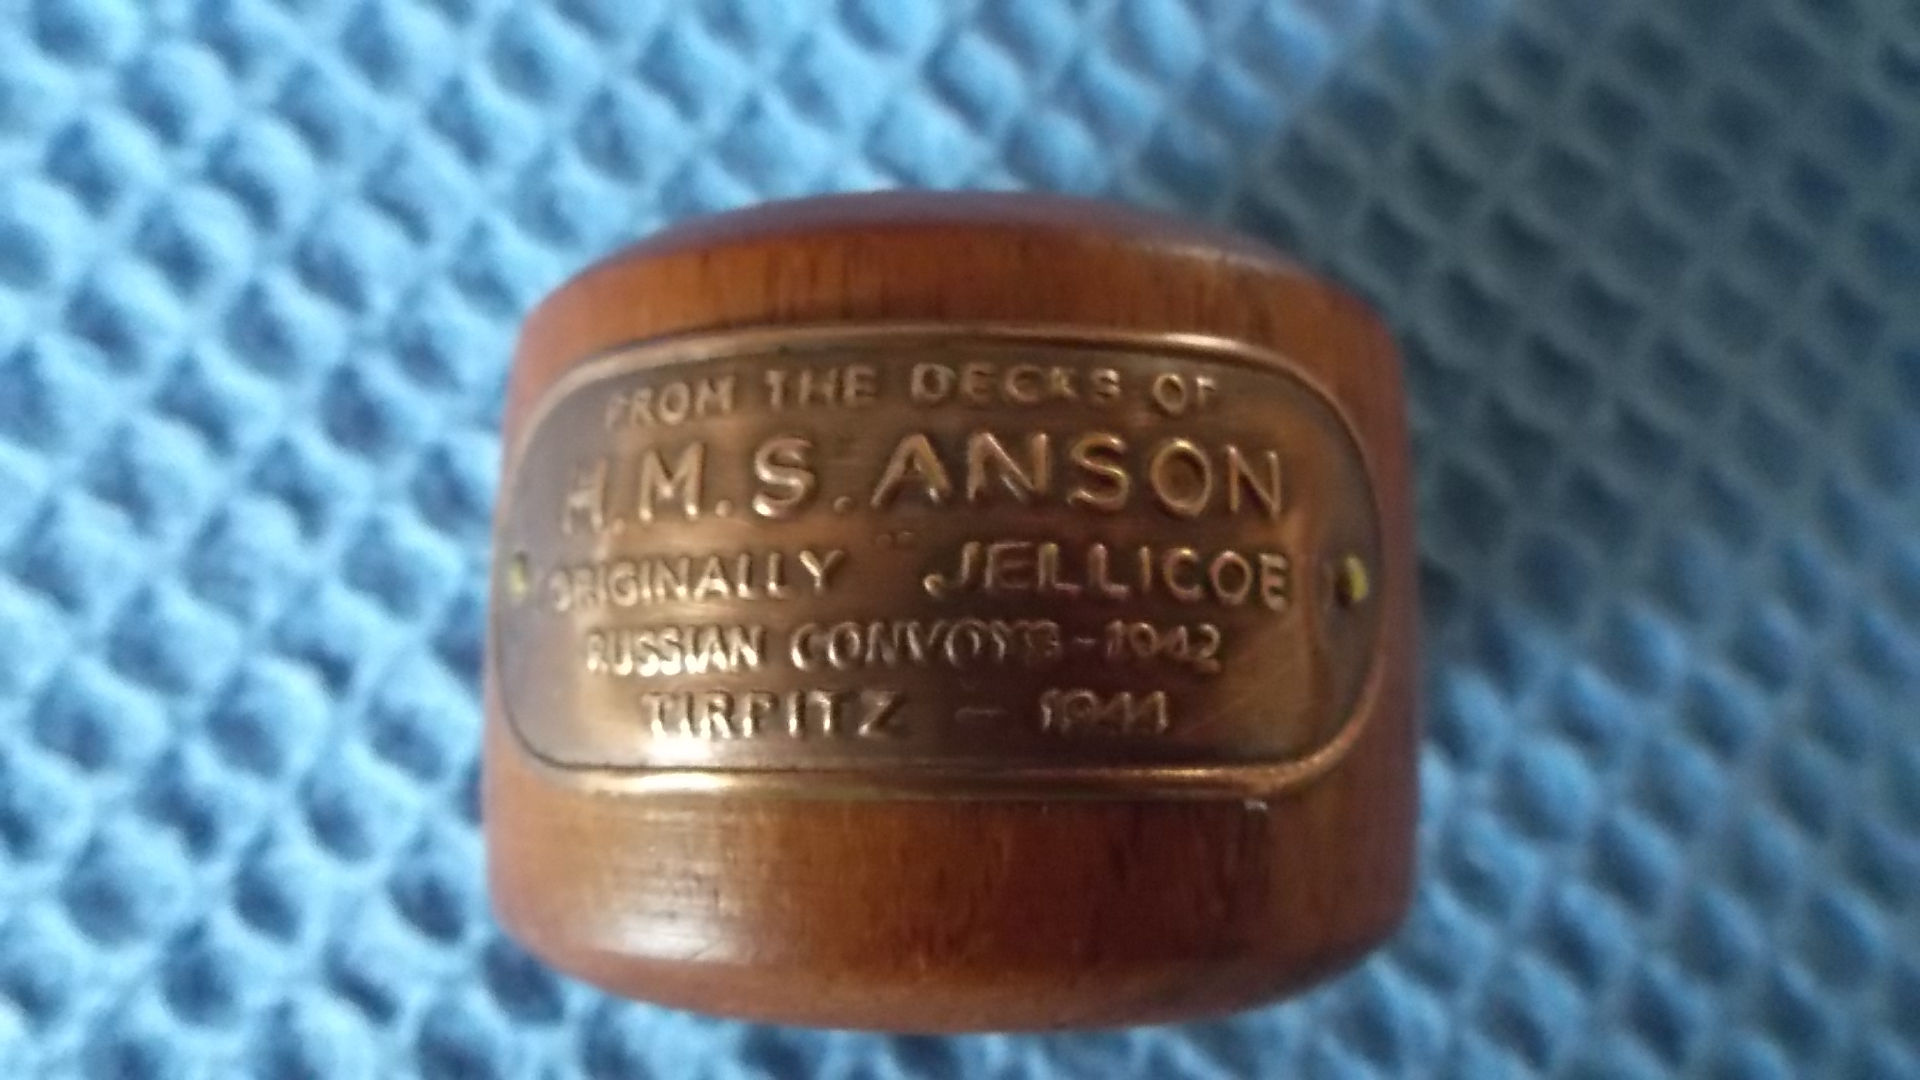 FROM THE DECKS OF
H.M.S. ANSON
ORIGINALLY JELLICOE
RUSSIAN CONVOYS-1942
TIRPITZ - 1944